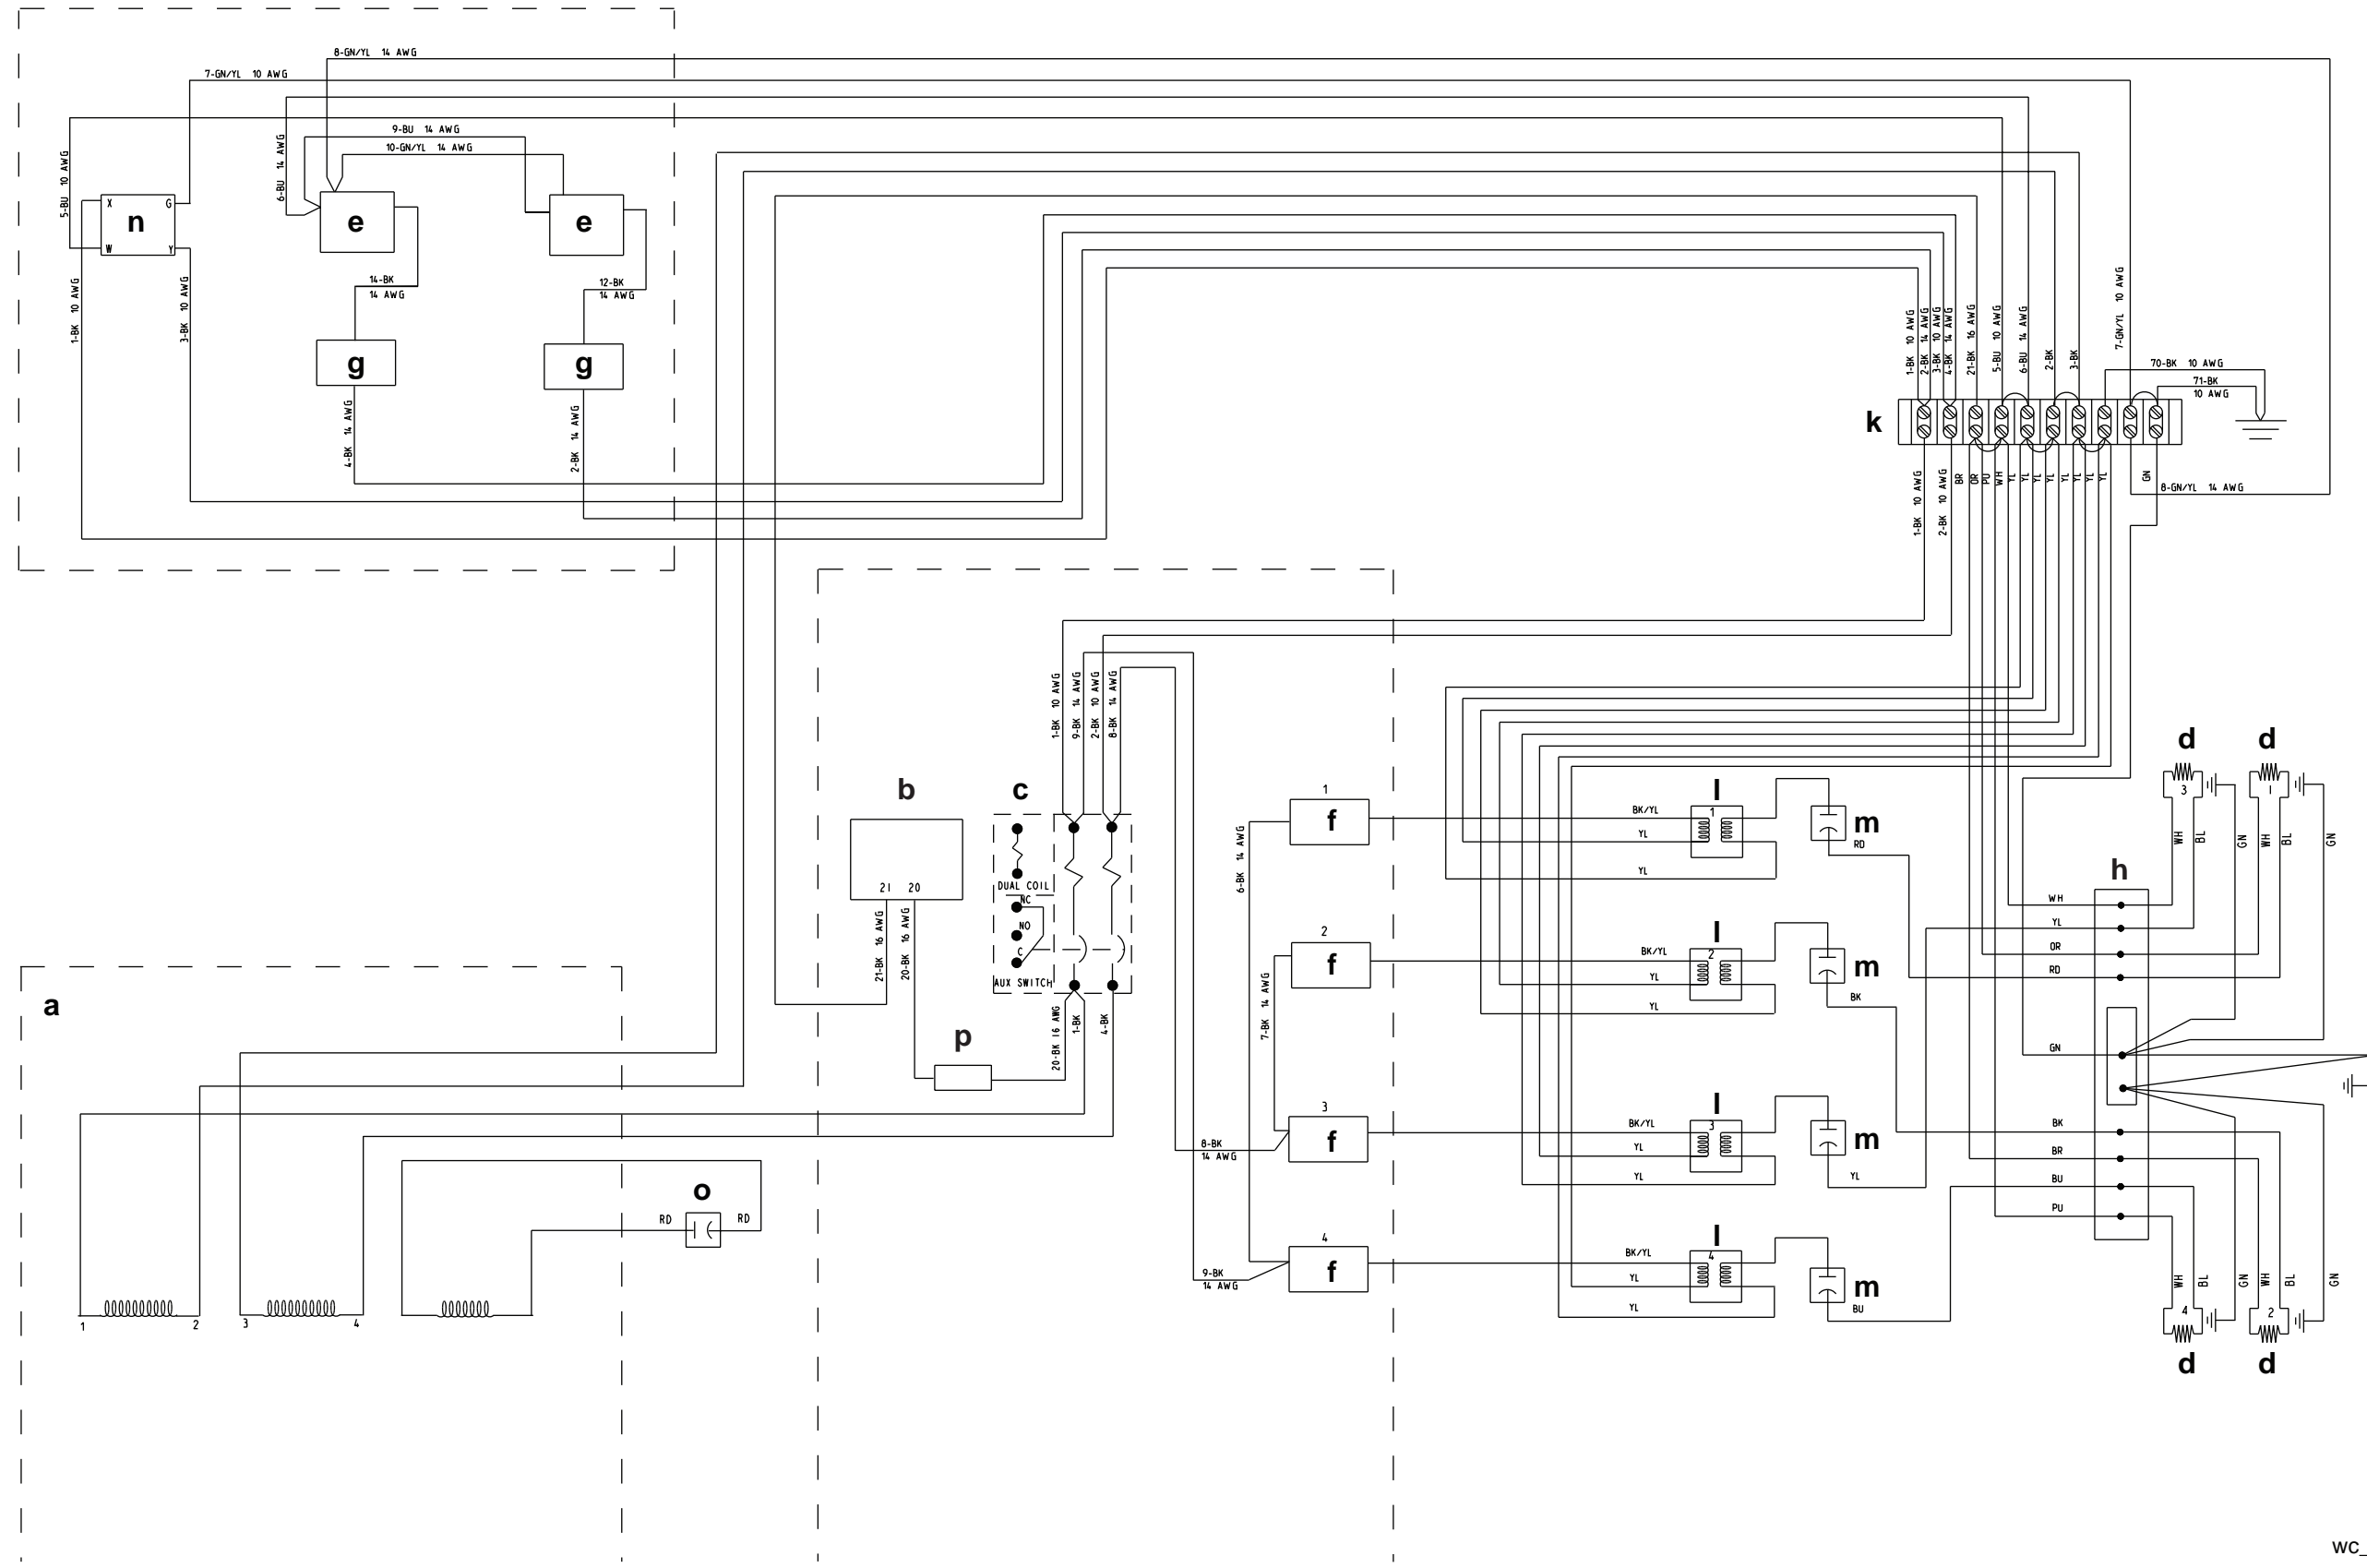 8-GN/YL 14 AWG
7-GN/YL 10 AWG
9-BU 14 AWG
10-GN/YL 14 AWG
5-BU 10 AWG
6-BU 14 AWG
X G
n
W Y
e
e
1-BK 10 AWG
3-BK 10 AWG
14-BK
14 AWG
12-BK
14 AWG
g
g
4-BK 14 AWG
2-BK 14 AWG
1-BK 10 AWG
2-BK 14 AWG
3-BK 10 AWG
4-BK 14 AWG
21-BK 16 AWG
5-BU 10 AWG
6-BU 14 AWG
2-BK
3-BK
7-GN/YL 10 AWG
70-BK 10 AWG
71-BK
10 AWG
k
1-BK 10 AWG
2-BK 10 AWG
BR
OR
PU
WH
YL
YL
YL
YL
YL
YL
YL
YL
GN
8-GN/YL 14 AWG
1-BK 10 AWG
9-BK 14 AWG
2-BK 10 AWG
8-BK 14 AWG
b
c
21 20
DUAL COIL
NC
NO
C
AUX SWITCH
21-BK 16 AWG
20-BK 16 AWG
20-BK 16 AWG
1-BK
4-BK
p
a
o
RD
RD
1
2
3
4
6-BK 14 AWG
7-BK 14 AWG
8-BK
14 AWG
9-BK
14 AWG
1
f
2
f
3
f
4
f
BK/YL
YL
YL
l
1
m
RD
BK/YL
YL
YL
l
2
m
BK
BK/YL
YL
YL
l
3
m
YL
BK/YL
YL
YL
l
4
m
BU
d
d
3
1
WH
BL
GN
WH
BL
GN
h
WH
YL
OR
RD
GN
BK
BR
BU
PU
WH
BL
GN
WH
BL
GN
4
2
d
d
wc_